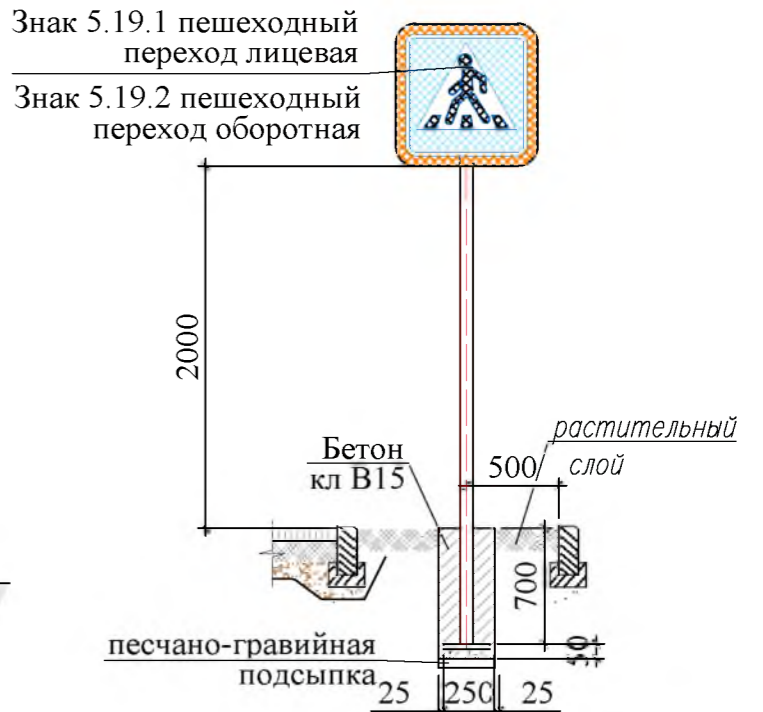 Знак 5.19.1 пешеходный
переход лицевая
Знак 5.19.2 пешеходный
переход оборотная
2000
Бетон
кл В15
500
растительный
слой
700
50
песчано-гравийная
подсыпка
25 250 25